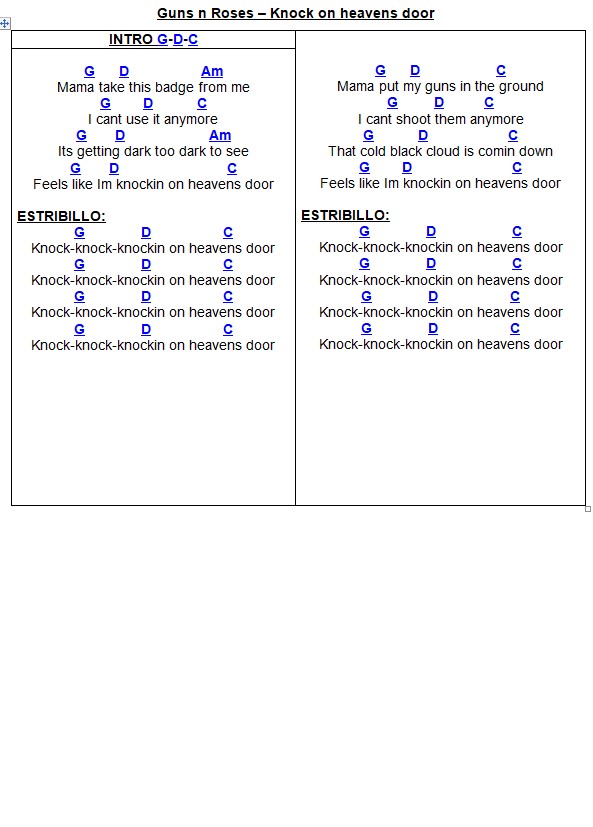 Guns n Roses – Knock on heavens door
INTRO G-D-C
G D Am
Mama take this badge from me
G D C
I cant use it anymore
G D Am
Its getting dark too dark to see
G D C
Feels like Im knockin on heavens door
ESTRIBILLO:
G D C
Knock-knock-knockin on heavens door
G D C
Knock-knock-knockin on heavens door
G D C
Knock-knock-knockin on heavens door
G D C
Knock-knock-knockin on heavens door
G D C
Mama put my guns in the ground
G D C
I cant shoot them anymore
G D C
That cold black cloud is comin down
G D C
Feels like Im knockin on heavens door
ESTRIBILLO:
G D C
Knock-knock-knockin on heavens door
G D C
Knock-knock-knockin on heavens door
G D C
Knock-knock-knockin on heavens door
G D C
Knock-knock-knockin on heavens door